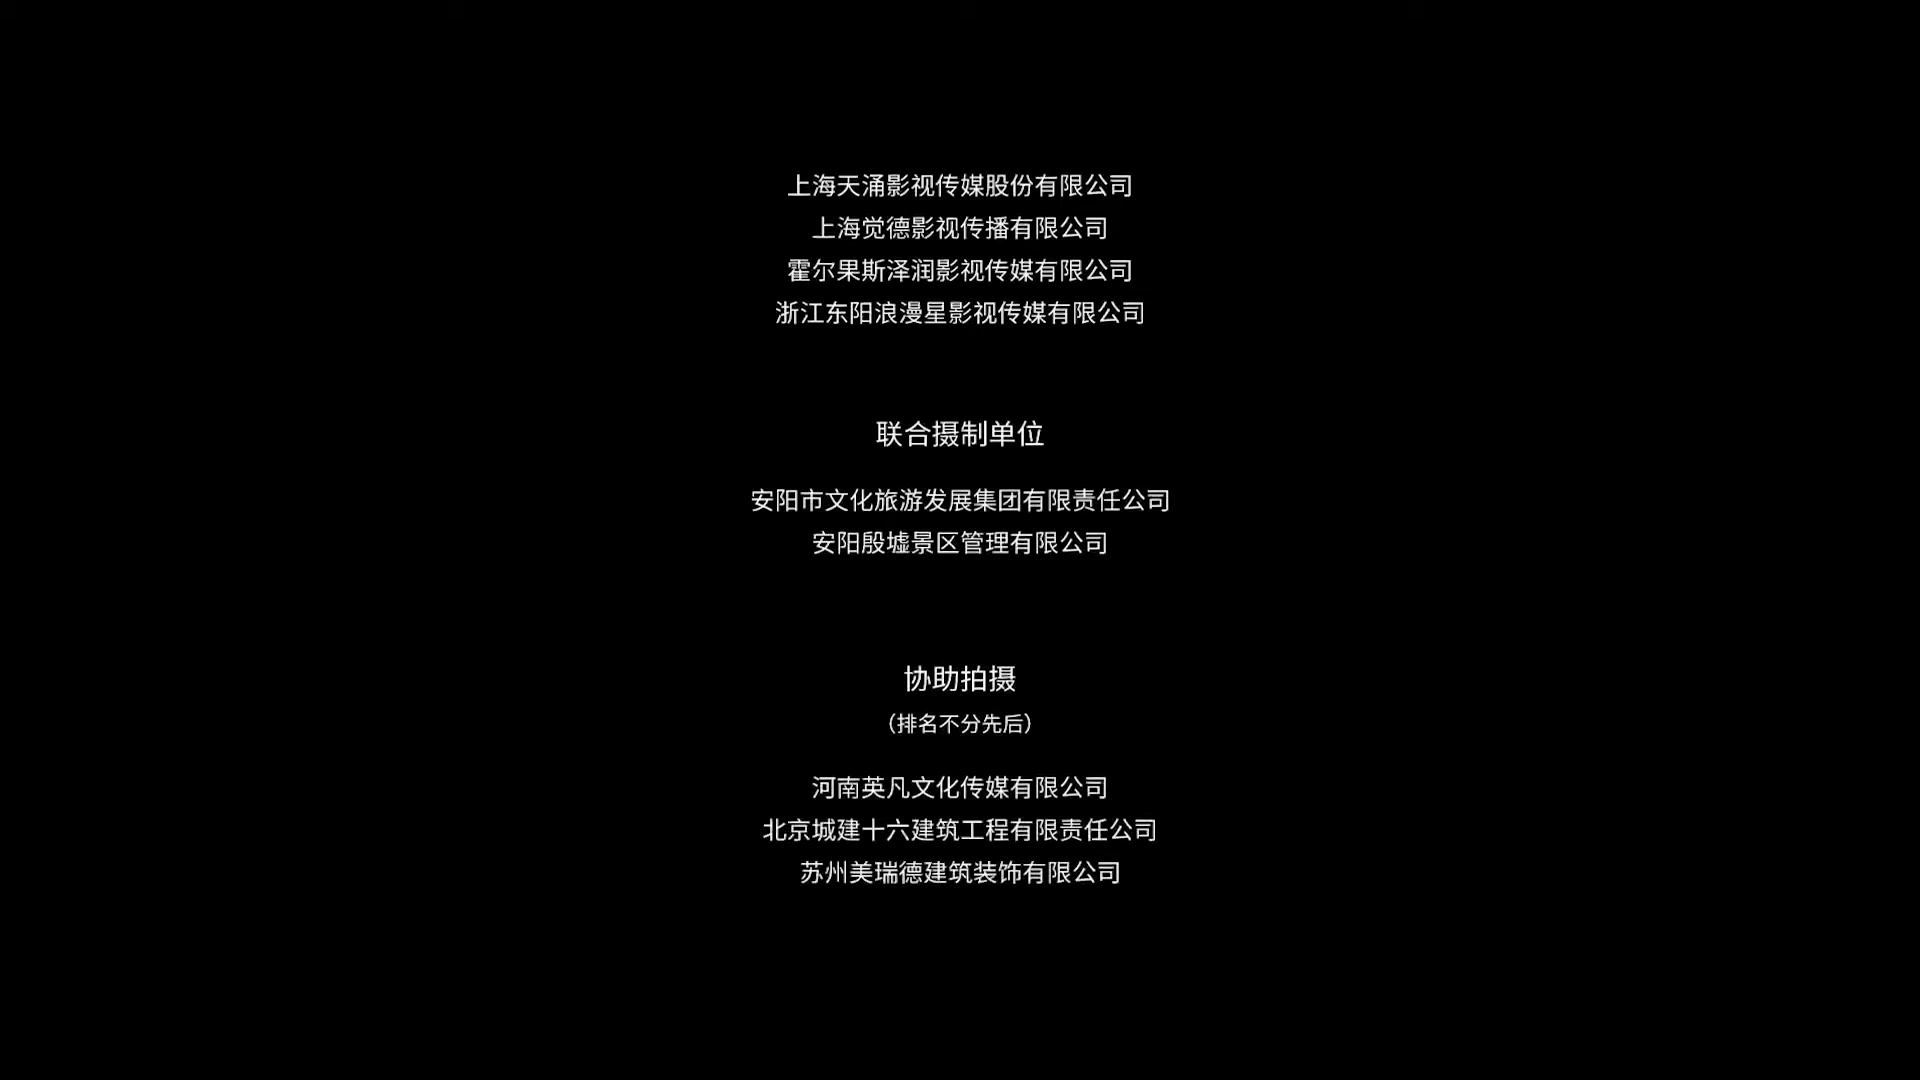 上海天涌影视传媒股份有限公司
上海觉德影视传播有限公司
霍尔果斯泽润影视传媒有限公司
浙江东阳浪漫星影视传媒有限公司
联合摄制单位
安阳市文化旅游发展集团有限责任公司
安阳殷墟景区管理有限公司
协助拍摄
（排名不分先后）
河南英凡文化传媒有限公司
北京城建十六建筑工程有限责任公司
苏州美瑞德建筑装饰有限公司